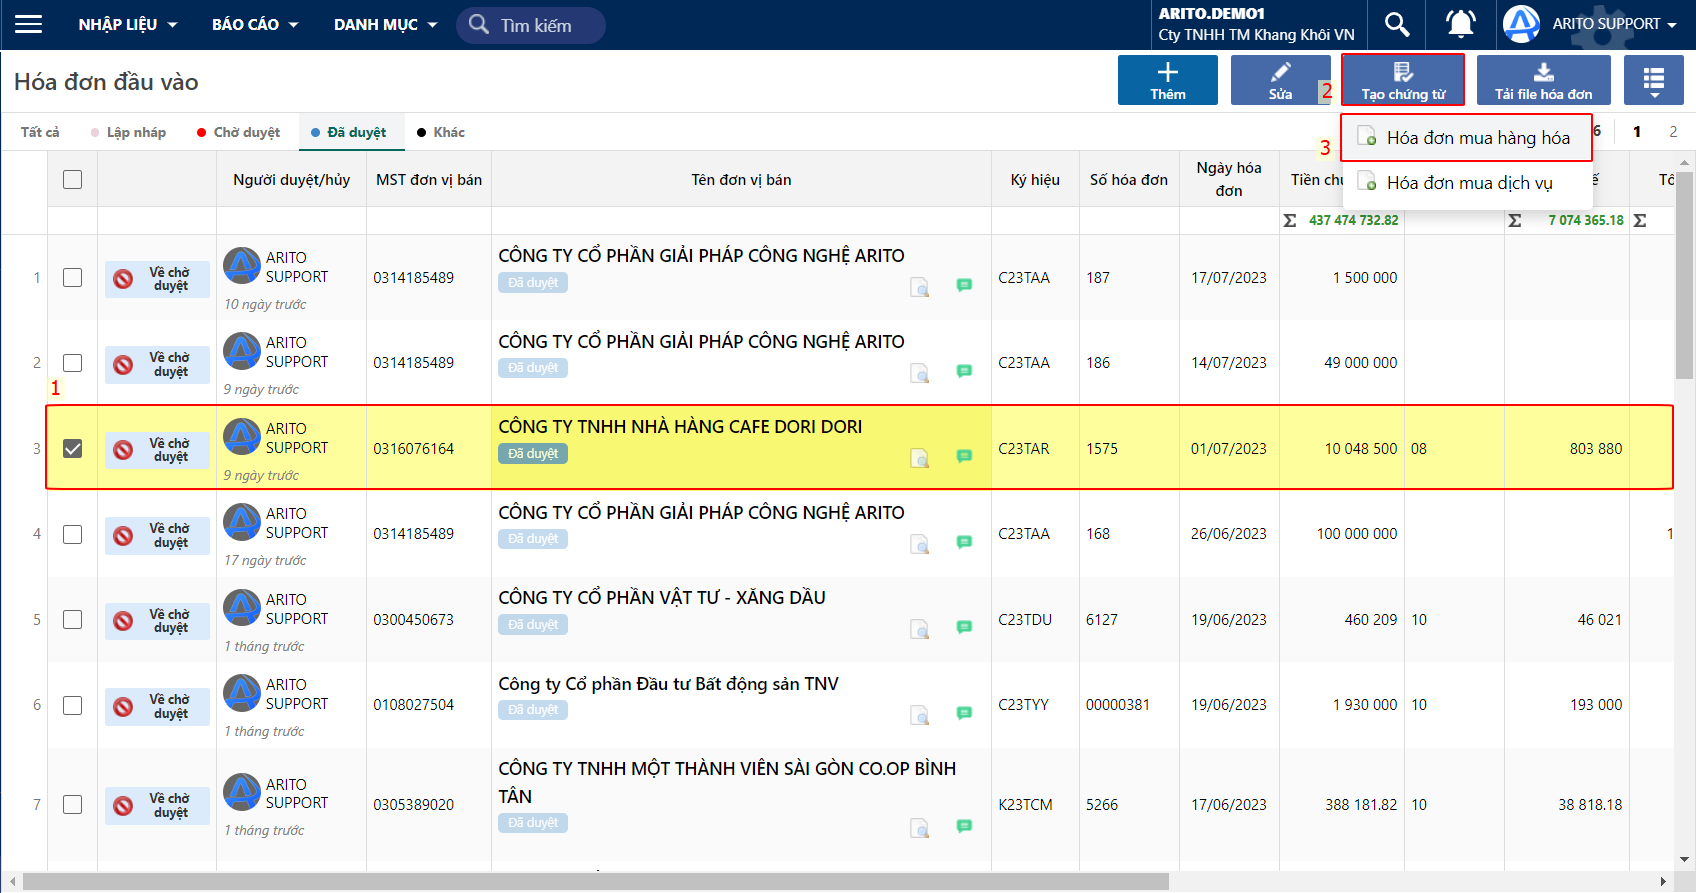 NHẬP LIỆU
BÁO CÁO
DANH MỤC
Tìm kiếm
ARITO.DEMO1
Cty TNHH TM Khang Khôi VN
ARITO SUPPORT
Hóa đơn đầu vào
Thêm
Sửa
2
Tạo chứng từ
Tải file hóa đơn
Tất cả
Lập nháp
Chờ duyệt
Đã duyệt
Khác
3
Hóa đơn mua hàng hóa
Hóa đơn mua dịch vụ
6
1
2
Người duyệt/hủy
MST đơn vị bán
Tên đơn vị bán
Ký hiệu
Số hóa đơn
Ngày hóa
đơn
Σ 437 474 732.82
Σ 7 074 365.18
Σ
1
Về chờ
duyệt
ARITO
SUPPORT
10 ngày trước
0314185489
CÔNG TY CỔ PHẦN GIẢI PHÁP CÔNG NGHỆ ARITO
Đã duyệt
C23TAA
187
17/07/2023
1 500 000
2
Về chờ
duyệt
ARITO
SUPPORT
9 ngày trước
0314185489
CÔNG TY CỔ PHẦN GIẢI PHÁP CÔNG NGHỆ ARITO
Đã duyệt
C23TAA
186
14/07/2023
49 000 000
1
3
Về chờ
duyệt
ARITO
SUPPORT
9 ngày trước
0316076164
CÔNG TY TNHH NHÀ HÀNG CAFE DORI DORI
Đã duyệt
C23TAR
1575
01/07/2023
10 048 500
08
803 880
4
Về chờ
duyệt
ARITO
SUPPORT
17 ngày trước
0314185489
CÔNG TY CỔ PHẦN GIẢI PHÁP CÔNG NGHỆ ARITO
Đã duyệt
C23TAA
168
26/06/2023
100 000 000
1
5
Về chờ
duyệt
ARITO
SUPPORT
1 tháng trước
0300450673
CÔNG TY CỔ PHẦN VẬT TƯ - XĂNG DẦU
Đã duyệt
C23TDU
6127
19/06/2023
460 209
10
46 021
6
Về chờ
duyệt
ARITO
SUPPORT
1 tháng trước
0108027504
Công ty Cổ phần Đầu tư Bất động sản TNV
Đã duyệt
C23TYY
00000381
19/06/2023
1 930 000
10
193 000
7
Về chờ
duyệt
ARITO
SUPPORT
1 tháng trước
0305389020
CÔNG TY TNHH MỘT THÀNH VIÊN SÀI GÒN CO.OP BÌNH
TÂN
Đã duyệt
K23TCM
5266
17/06/2023
388 181.82
10
38 818.18